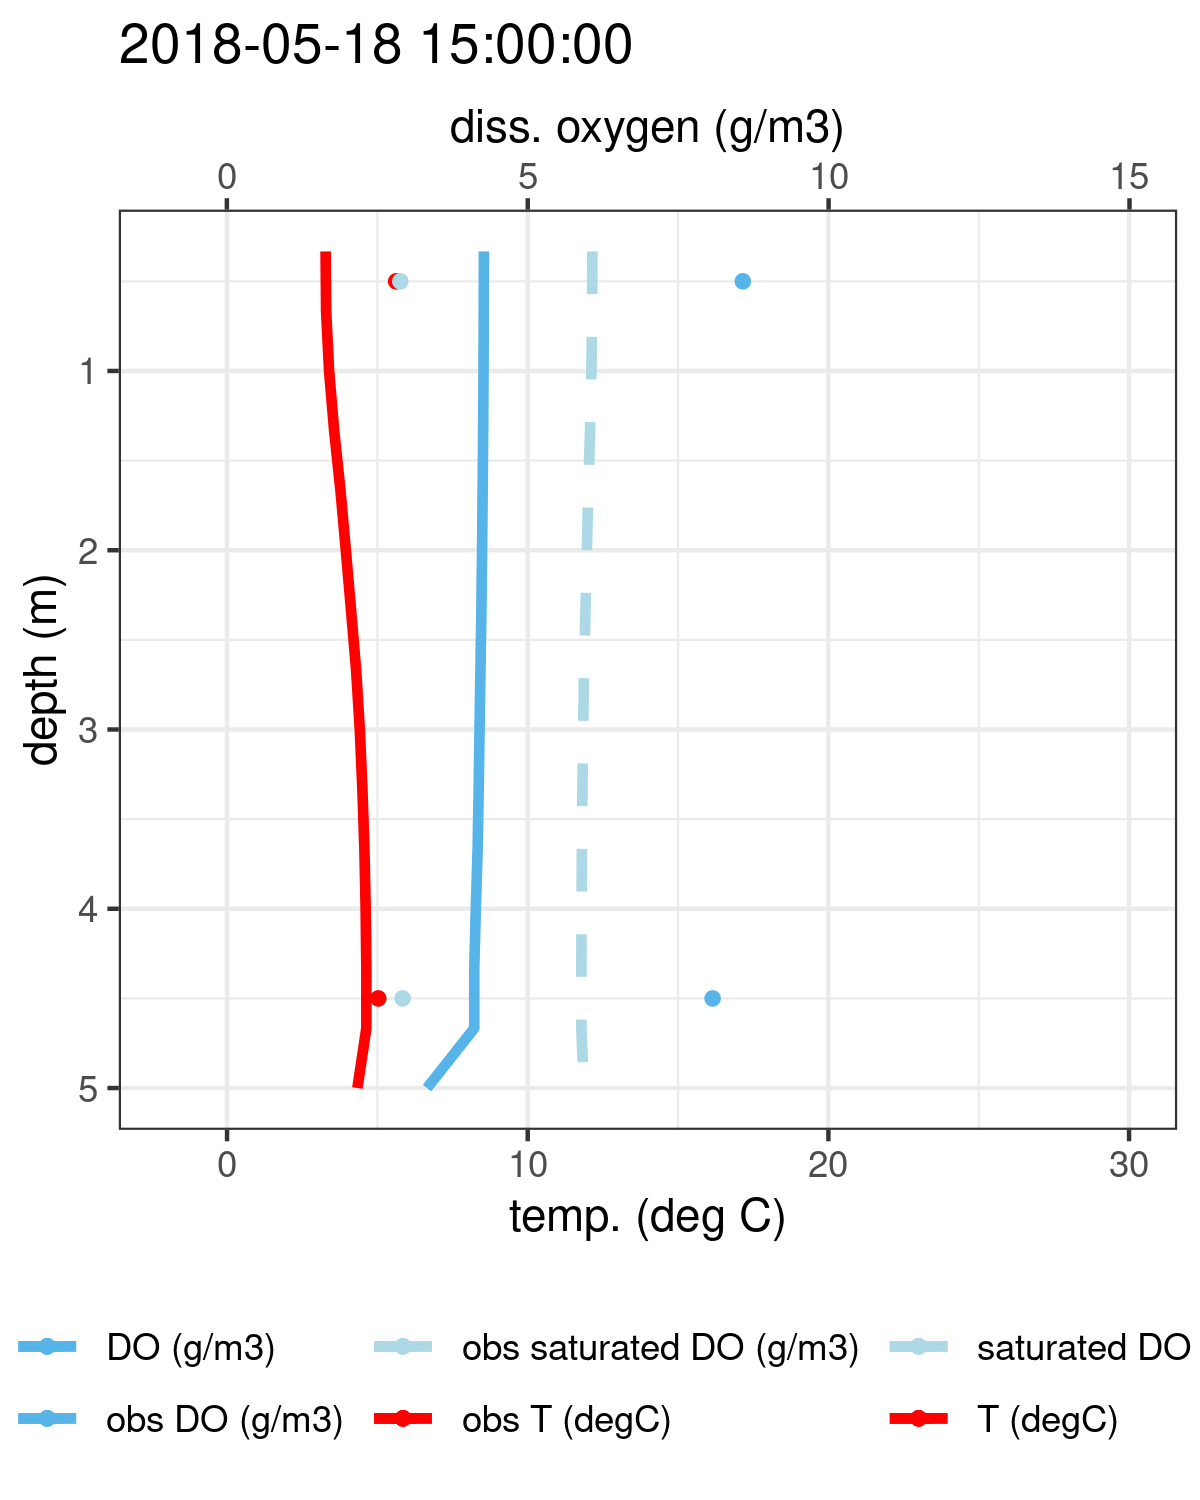 2018-05-18 15:00:00
diss. oxygen (g/m3)
0 5 10 15
depth (m)
1
2
3
4
5
0 10 20 30
temp. (deg C)
DO (g/m3) obs saturated DO (g/m3) saturated DO
obs DO (g/m3) obs T (degC) T (degC)